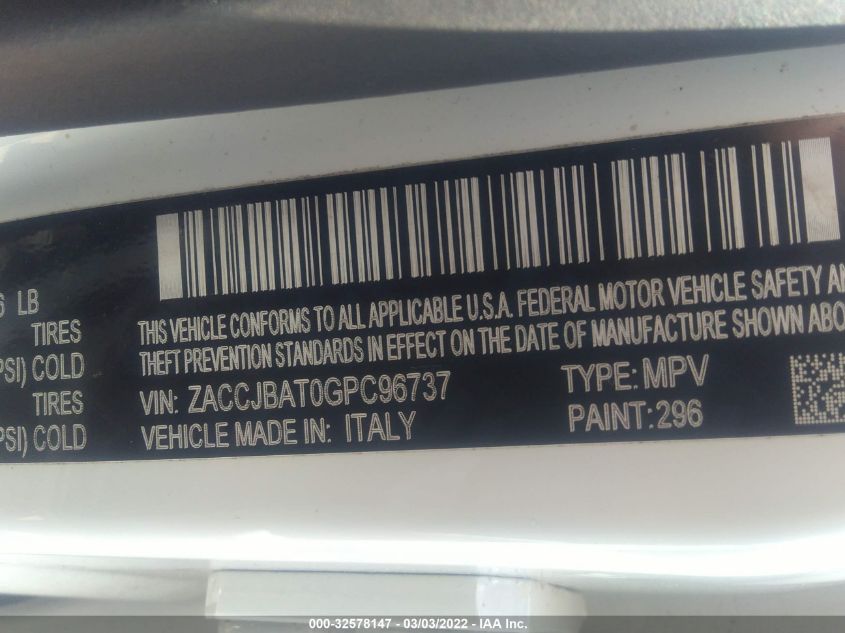 6 LB
TIRES
PSI) COLD
TIRES
PSI) COLD
THIS VEHICLE CONFORMS TO ALL APPLICABLE U.S.A. FEDERAL MOTOR VEHICLE SAFETY AN
THEFT PREVENTION STANDARDS IN EFFECT ON THE DATE OF MANUFACTURE SHOWN ABO
VIN: ZACCJBAT0GPC96737
TYPE: MPV
VEHICLE MADE IN: ITALY
PAINT: 296
000-32578147 - 03/03/2022 - IAA Inc.